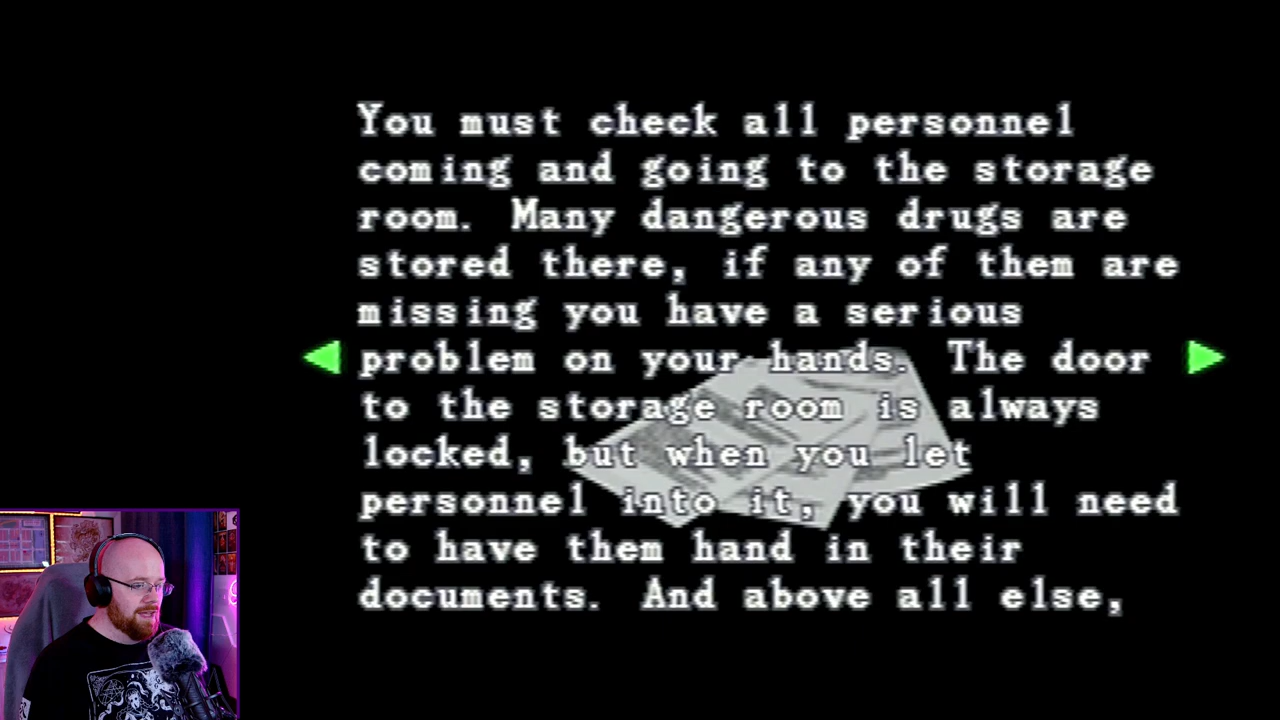 You must check all personnel
coming and going to the storage
room. Many dangerous drugs are
stored there, if any of them are
missing you have a serious
problem on your hands. The door
to the storage room is always
locked, but when you let
personnel into it, you will need
to have them hand in their
documents. And above all else,